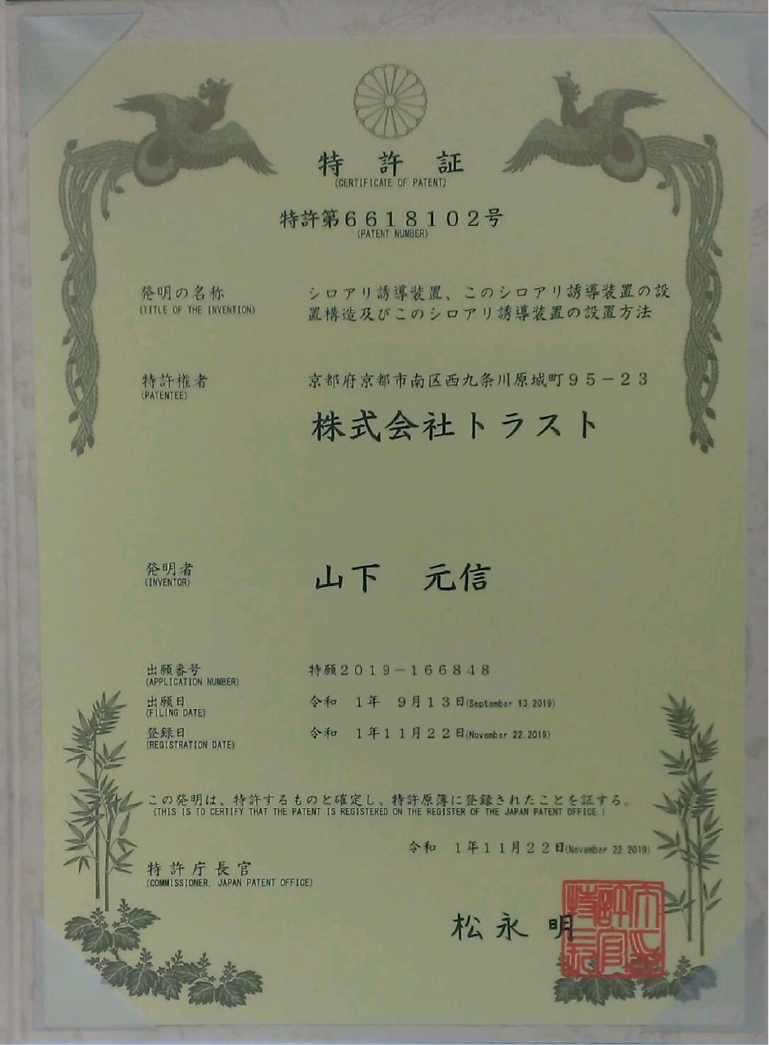 特許証
(CERTIFICATE OF PATENT)
特許第6618102号
(PATENT NUMBER)
発明の名称
(TITLE OF THE INVENTION)
シロアリ誘導装置、このシロアリ誘導装置の設
置構造及びこのシロアリ誘導装置の設置方法
特許権者
(PATENTEE)
京都府京都市南区西九条川原城町95-23
株式会社トラスト
発明者
(INVENTOR)
山下 元信
出願番号
(APPLICATION NUMBER)
特願2019-166848
出願日
(FILING DATE)
令和 1年 9月13日(September 13,2019)
登録日
(REGISTRATION DATE)
令和 1年11月22日(November 22,2019)
この発明は、特許するものと確定し、特許原簿に登録されたことを証する。
(THIS IS TO CERTIFY THAT THE PATENT IS REGISTERED ON THE REGISTER OF THE JAPAN PATENT OFFICE.)
令和 1年11月22日(November 22,2019)
特許庁長官
(COMMISSIONER, JAPAN PATENT OFFICE)
松永 明
特許庁長官之印